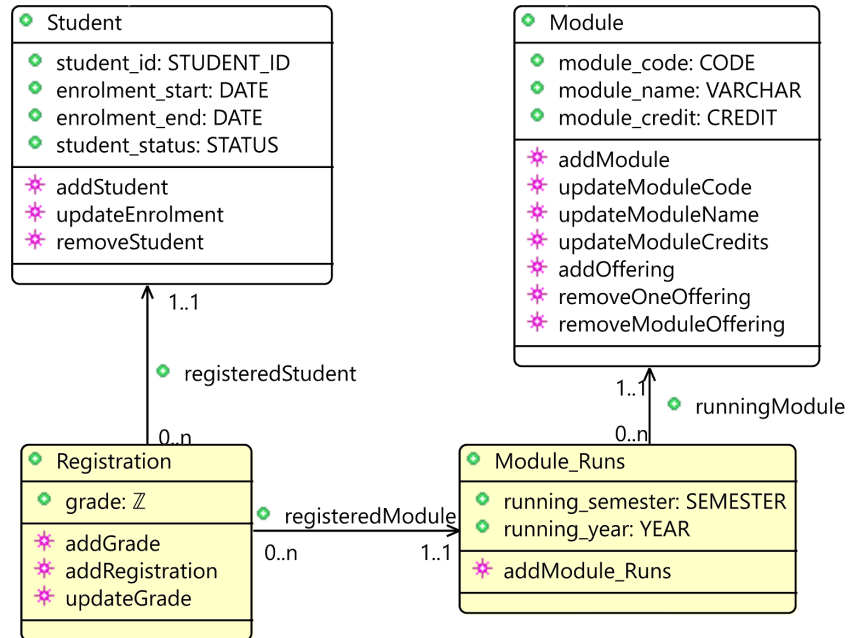 Student
student_id: STUDENT_ID
enrolment_start: DATE
enrolment_end: DATE
student_status: STATUS
addStudent
updateEnrolment
removeStudent
Module
module_code: CODE
module_name: VARCHAR
module_credit: CREDIT
addModule
updateModuleCode
updateModuleName
updateModuleCredits
addOffering
removeOneOffering
removeModuleOffering
1..1
registeredStudent
0..n
1..1
runningModule
0..n
Registration
grade: ℤ
addGrade
addRegistration
updateGrade
registeredModule
0..n
1..1
Module_Runs
running_semester: SEMESTER
running_year: YEAR
addModule_Runs